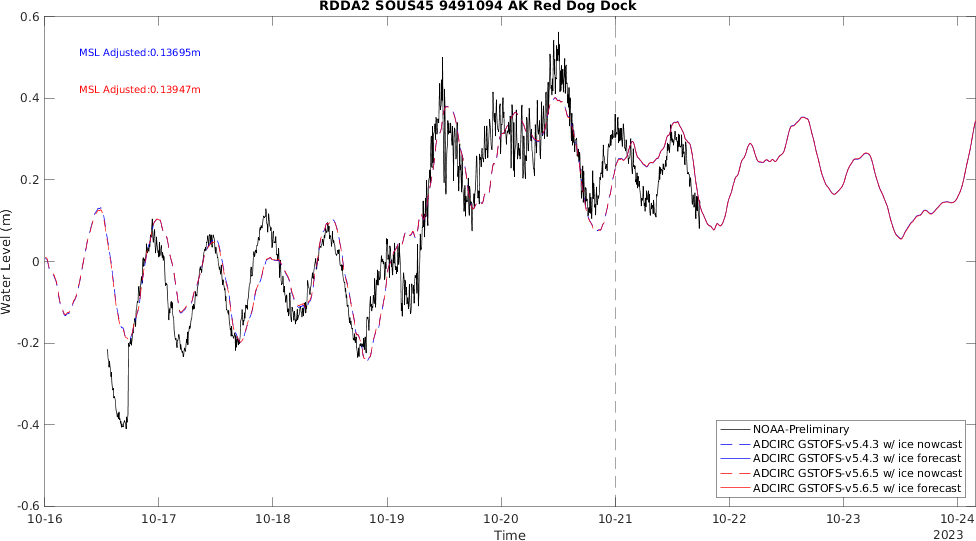 RDDA2 SOUS45 9491094 AK Red Dog Dock
MSL Adjusted:0.13695m
MSL Adjusted:0.13947m
0.6
0.4
0.2
0
-0.2
-0.4
-0.6
Water Level (m)
NOAA-Preliminary
ADCIRC GSTOFS-v5.4.3 w/ ice nowcast
ADCIRC GSTOFS-v5.4.3 w/ ice forecast
ADCIRC GSTOFS-v5.6.5 w/ ice nowcast
ADCIRC GSTOFS-v5.6.5 w/ ice forecast
10-16 10-17 10-18 10-19 10-20 10-21 10-22 10-23 10-24
Time
2023